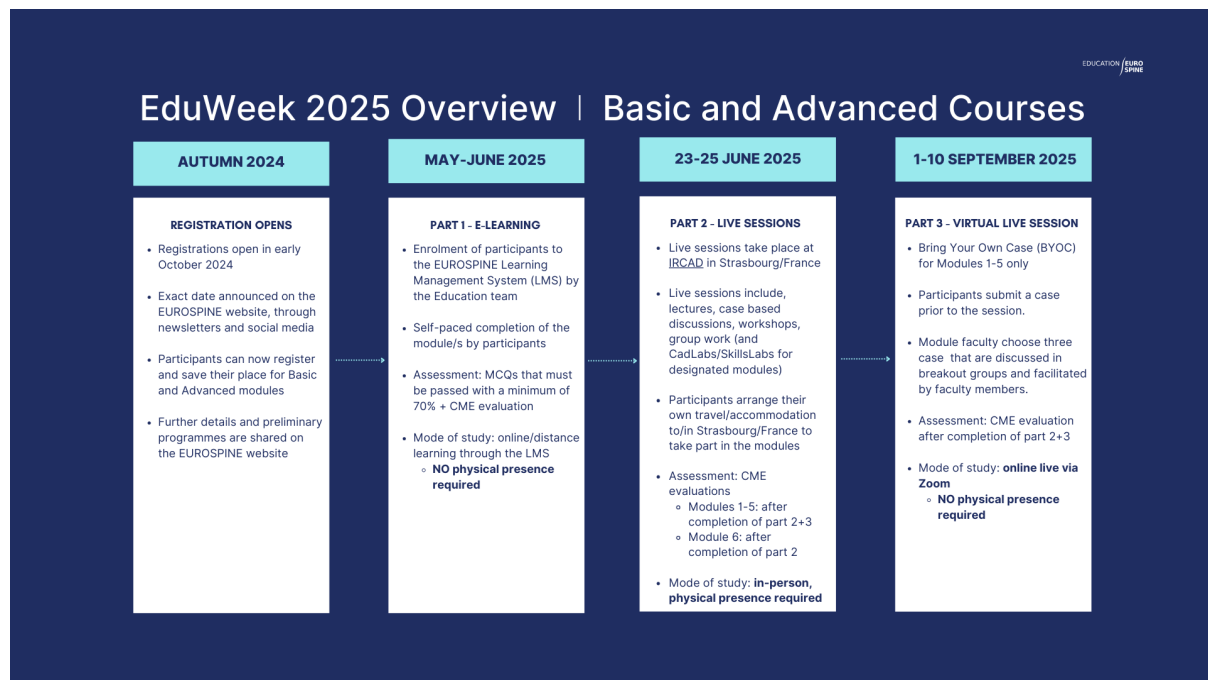 EDUCATION EURO
SPINE
EduWeek 2025 Overview | Basic and Advanced Courses
AUTUMN 2024
REGISTRATION OPENS
• Registrations open in early
October 2024
• Exact date announced on the
EUROSPINE website, through
newsletters and social media
• Participants can now register
and save their place for Basic
and Advanced modules
• Further details and preliminary
programmes are shared on
the EUROSPINE website
MAY-JUNE 2025
PART 1 - E-LEARNING
• Enrolment of participants to
the EUROSPINE Learning
Management System (LMS) by
the Education team
• Self-paced completion of the
module/s by participants
• Assessment: MCQs that must
be passed with a minimum of
70% + CME evaluation
• Mode of study: online/distance
learning through the LMS
◦ NO physical presence
required
23-25 JUNE 2025
PART 2 - LIVE SESSIONS
• Live sessions take place at
IRCAD in Strasbourg/France
• Live sessions include,
lectures, case based
discussions, workshops,
group work (and
CadLabs/SkillsLabs for
designated modules)
• Participants arrange their
own travel/accommodation
to/in Strasbourg/France to
take part in the modules
• Assessment: CME
evaluations
◦ Modules 1-5: after
completion of part 2+3
◦ Module 6: after
completion of part 2
• Mode of study: in-person,
physical presence required
1-10 SEPTEMBER 2025
PART 3 - VIRTUAL LIVE SESSION
• Bring Your Own Case (BYOC)
for Modules 1-5 only
• Participants submit a case
prior to the session.
• Module faculty choose three
case that are discussed in
breakout groups and facilitated
by faculty members.
• Assessment: CME evaluation
after completion of part 2+3
• Mode of study: online live via
Zoom
◦ NO physical presence
required